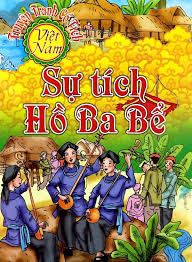 Truyện Tranh Cổ Tích
Việt
Nam
Sự tích
Hồ Ba Bể